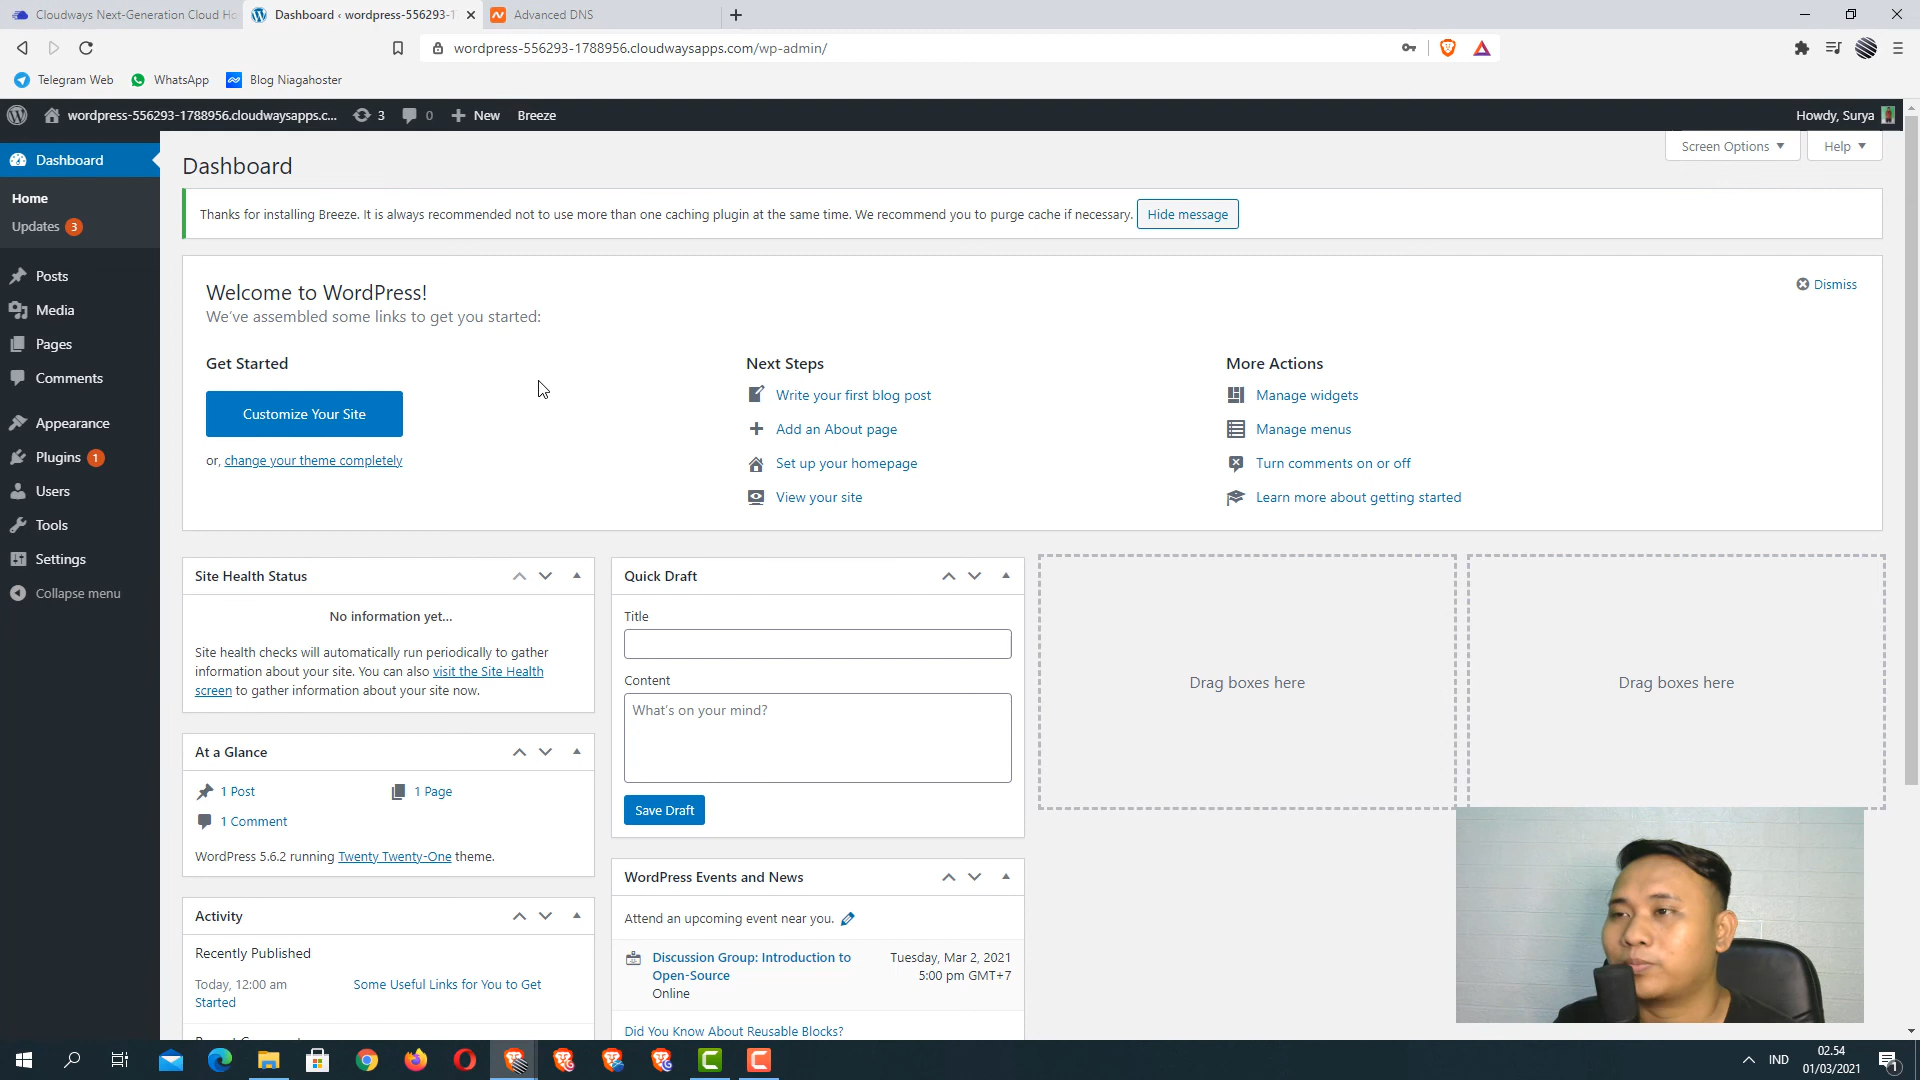 Cloudways Next-Generation Cloud Ho
Dashboard ‹ wordpress-556293-1
Advanced DNS
wordpress-556293-1788956.cloudwaysapps.com/wp-admin/
Telegram Web
WhatsApp
Blog Niagahoster
wordpress-556293-1788956.cloudwaysapps.c...
3
0
New
Breeze
Howdy, Surya
Dashboard
Home
Updates 3
Posts
Media
Pages
Comments
Appearance
Plugins 1
Users
Tools
Settings
Collapse menu
Screen Options
Help
Dashboard
Thanks for installing Breeze. It is always recommended not to use more than one caching plugin at the same time. We recommend you to purge cache if necessary.
Hide message
Welcome to WordPress!
We've assembled some links to get you started:
Dismiss
Get Started
Customize Your Site
or, change your theme completely
Next Steps
Write your first blog post
Add an About page
Set up your homepage
View your site
More Actions
Manage widgets
Manage menus
Turn comments on or off
Learn more about getting started
Site Health Status
No information yet...
Site health checks will automatically run periodically to gather
information about your site. You can also visit the Site Health
screen to gather information about your site now.
At a Glance
1 Post
1 Page
1 Comment
WordPress 5.6.2 running Twenty Twenty-One theme.
Activity
Recently Published
Today, 12:00 am
Some Useful Links for You to Get
Started
Quick Draft
Title
Content
What's on your mind?
Save Draft
WordPress Events and News
Attend an upcoming event near you.
Discussion Group: Introduction to
Open-Source
Online
Tuesday, Mar 2, 2021
5:00 pm GMT+7
Did You Know About Reusable Blocks?
Drag boxes here
Drag boxes here
IND
02.54
01/03/2021
1